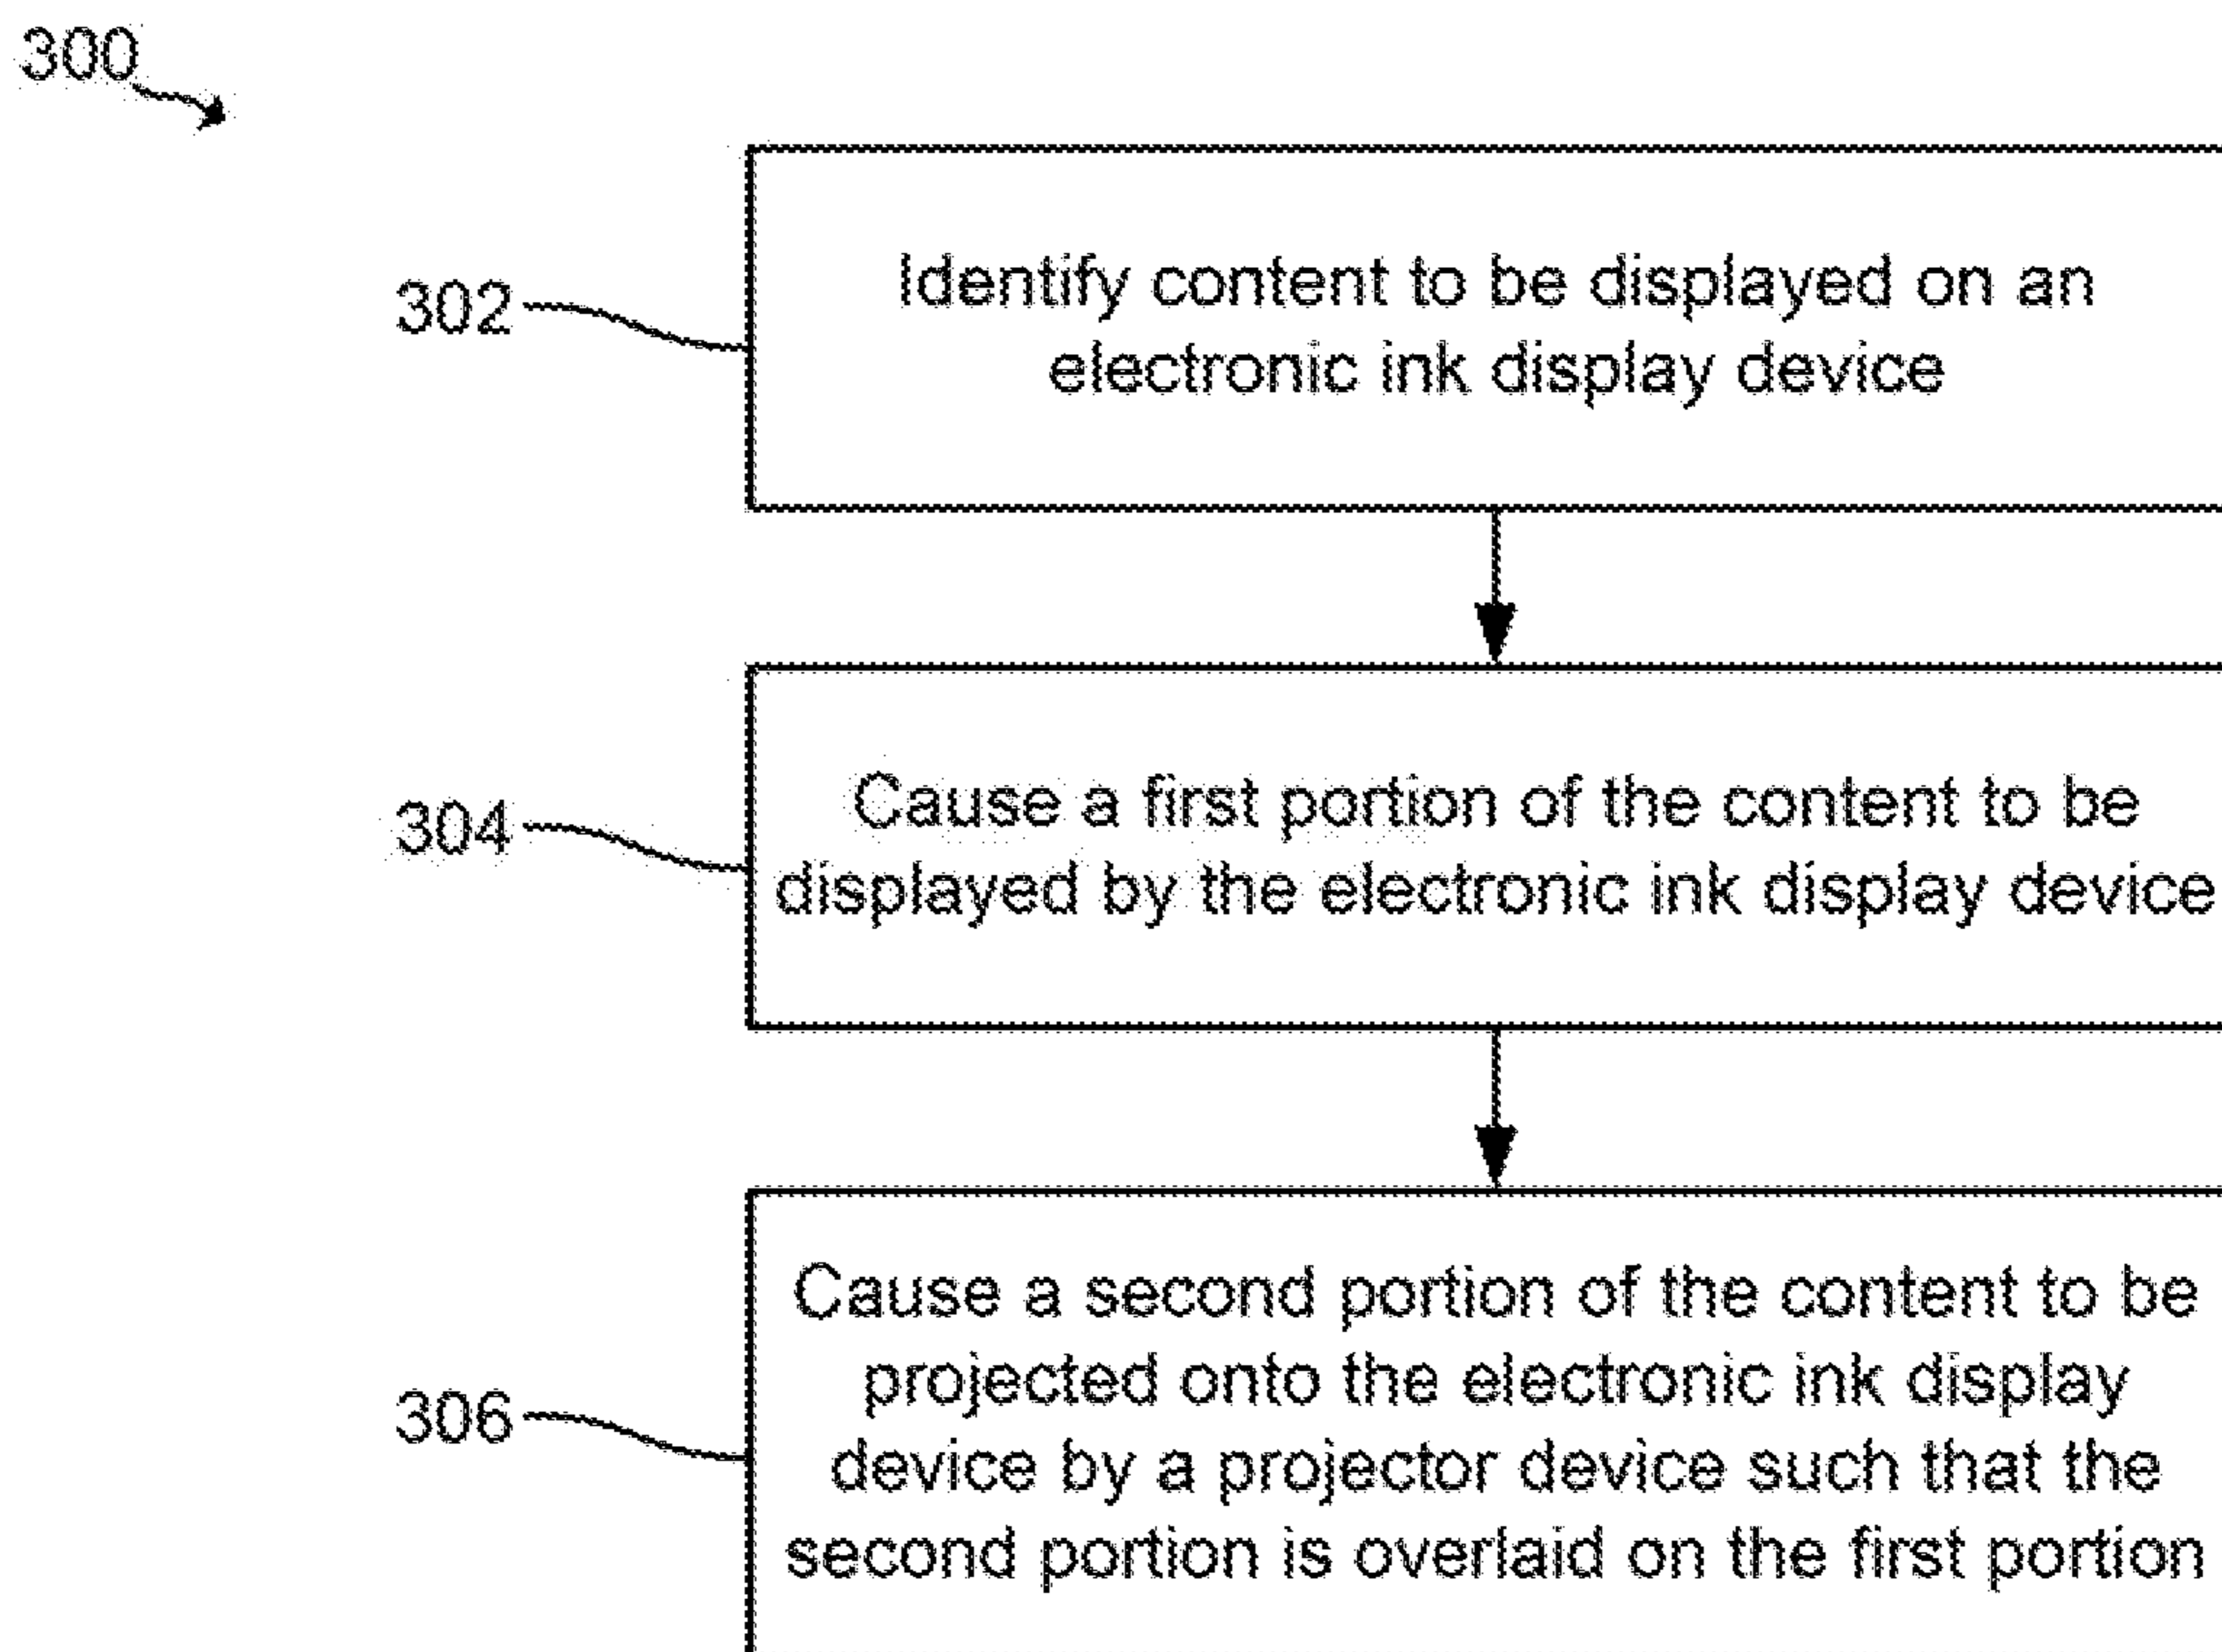 300
302
Identify content to be displayed on an
electronic ink display device
304
Cause a first portion of the content to be
displayed by the electronic ink display device
306
Cause a second portion of the content to be
projected onto the electronic ink display
device by a projector device such that the
second portion is overlaid on the first portion